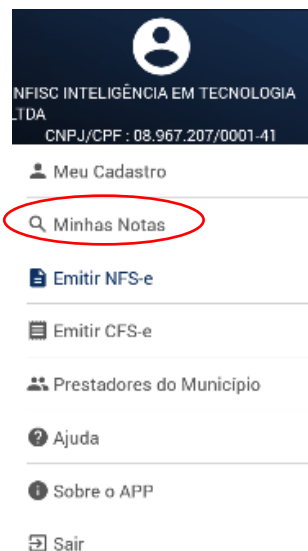 NFISC INTELIGÊNCIA EM TECNOLOGIA
LTDA
CNPJ/CPF : 08.967.207/0001-41
Meu Cadastro
Minhas Notas
Emitir NFS-e
Emitir CFS-e
Prestadores do Município
Ajuda
Sobre o APP
Sair